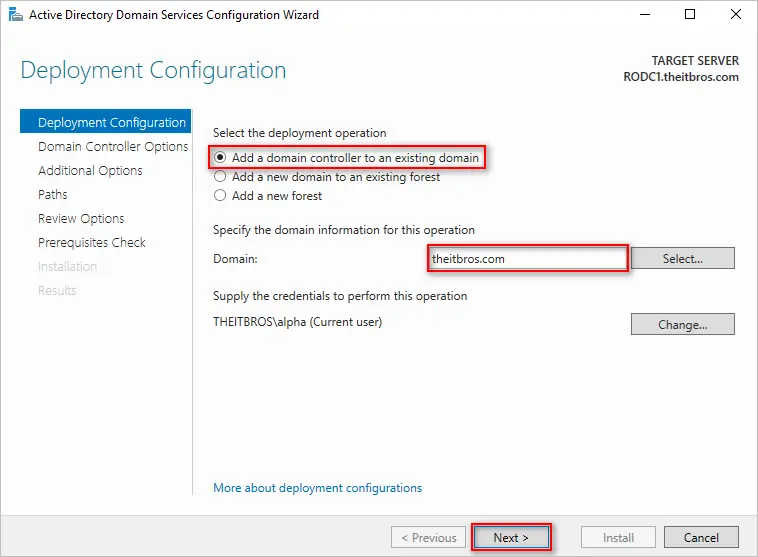 Active Directory Domain Services Configuration Wizard
Deployment Configuration
TARGET SERVER
RODC1.theitbros.com
Deployment Configuration
Domain Controller Options
Additional Options
Paths
Review Options
Prerequisites Check
Installation
Results
Select the deployment operation
Add a domain controller to an existing domain
Add a new domain to an existing forest
Add a new forest
Specify the domain information for this operation
Domain: theitbros.com Select...
Supply the credentials to perform this operation
THEITBROS\alpha (Current user) Change...
More about deployment configurations
< Previous Next > Install Cancel